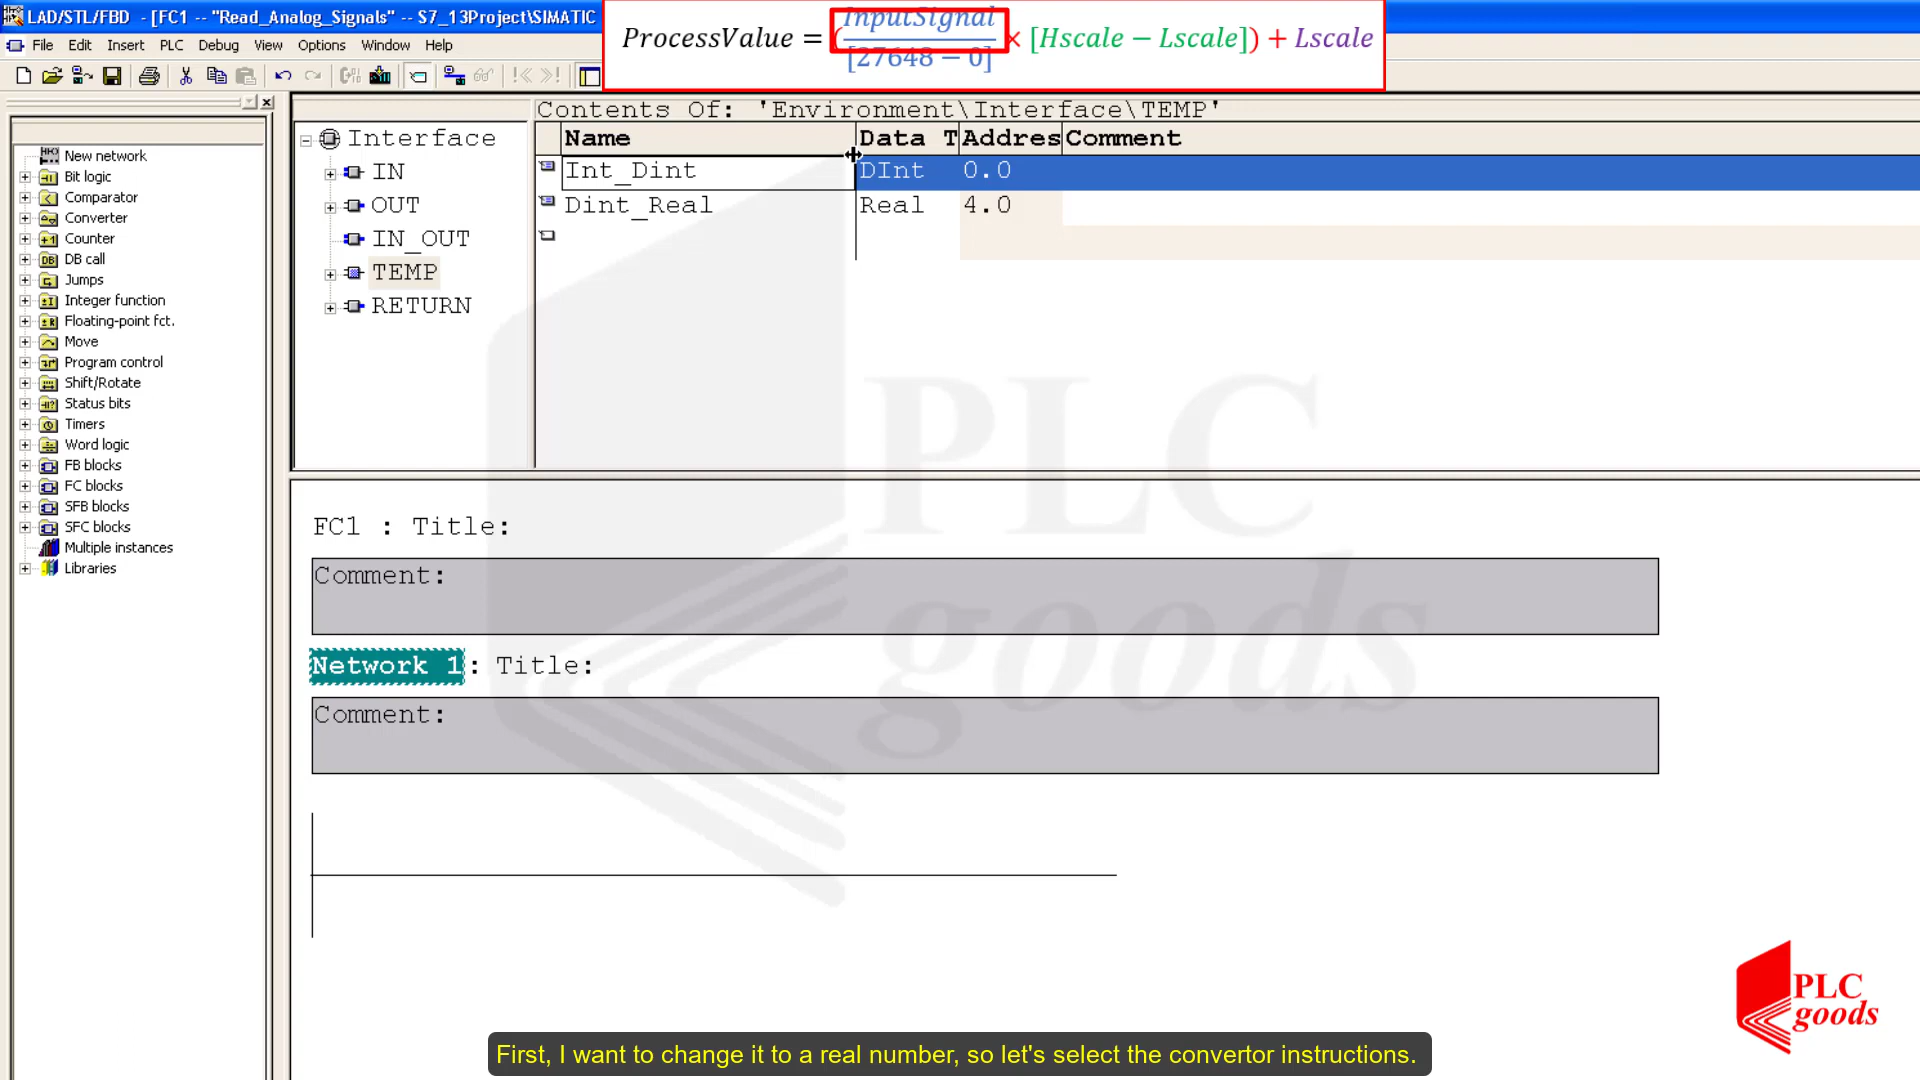 LAD/STL/FBD - [FC1 -- "Read_Analog_Signals" -- S7_13Project\SIMATIC
File Edit Insert PLC Debug View Options Window Help
ProcessValue = (InputSignal / [27648 − 0] × [Hscale − Lscale]) + Lscale
Contents Of: 'Environment\Interface\TEMP'
Name Data T Addres Comment
Int_Dint DInt 0.0
Dint_Real Real 4.0
Interface
IN
OUT
IN_OUT
TEMP
RETURN
New network
Bit logic
Comparator
Converter
Counter
DB call
Jumps
Integer function
Floating-point fct.
Move
Program control
Shift/Rotate
Status bits
Timers
Word logic
FB blocks
FC blocks
SFB blocks
SFC blocks
Multiple instances
Libraries
FC1 : Title:
Comment:
Network 1: Title:
Comment:
PLC
goods
PLC
goods
First, I want to change it to a real number, so let's select the convertor instructions.